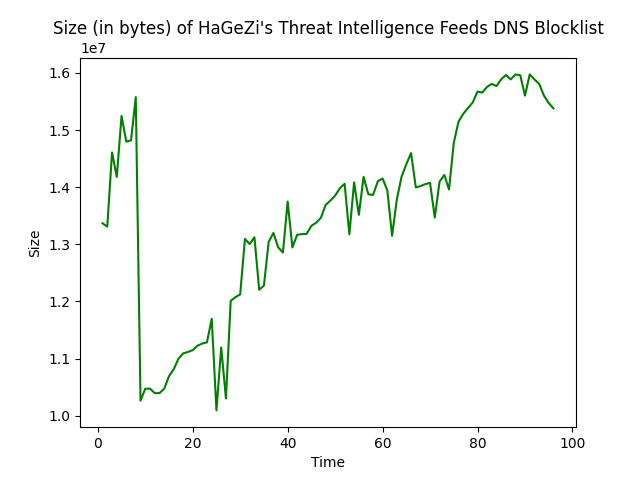 Size (in bytes) of HaGeZi's Threat Intelligence Feeds DNS Blocklist
1e7
1.6
1.5
1.4
1.3
1.2
1.1
1.0
Size
0 20 40 60 80 100
Time